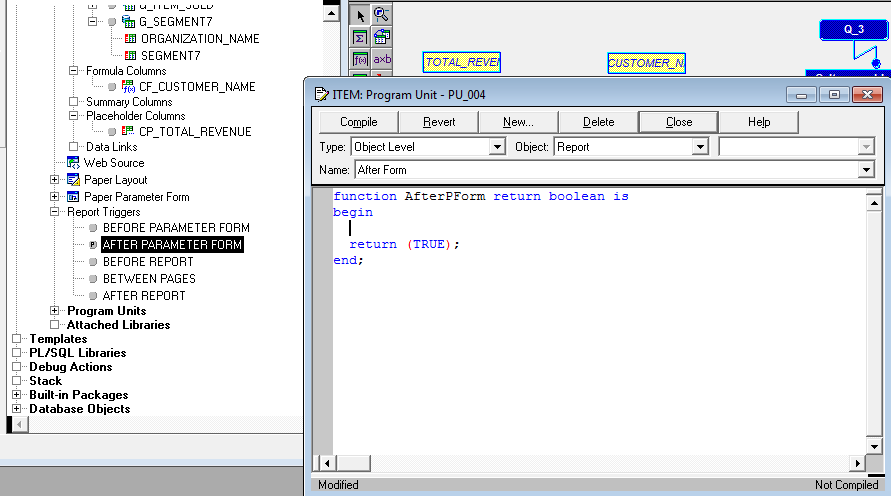 G_ITEM_SOLD
G_SEGMENT7
ORGANIZATION_NAME
SEGMENT7
Formula Columns
CF_CUSTOMER_NAME
Summary Columns
Placeholder Columns
CP_TOTAL_REVENUE
Data Links
Web Source
Paper Layout
Paper Parameter Form
Report Triggers
BEFORE PARAMETER FORM
P AFTER PARAMETER FORM
BEFORE REPORT
BETWEEN PAGES
AFTER REPORT
Program Units
Attached Libraries
Templates
PL/SQL Libraries
Debug Actions
Stack
Built-in Packages
Database Objects
Σ
f(x) a×b
TOTAL_REVEN
CUSTOMER_N
Q_3
ITEM: Program Unit - PU_004
Compile Revert New... Delete Close Help
Type: Object Level Object: Report
Name: After Form
function AfterPForm return boolean is
begin
return (TRUE);
end;
Modified Not Compiled